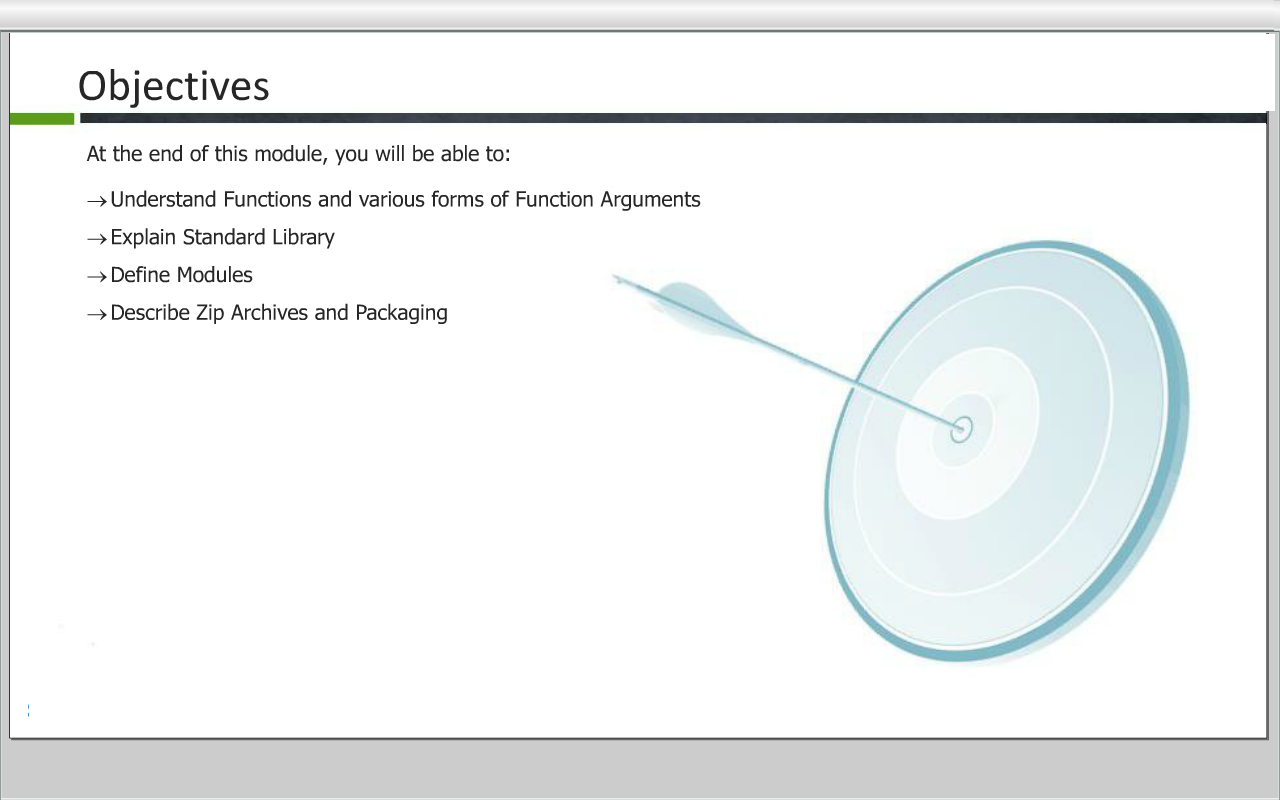 Objectives
At the end of this module, you will be able to:
→Understand Functions and various forms of Function Arguments
→Explain Standard Library
→Define Modules
→Describe Zip Archives and Packaging